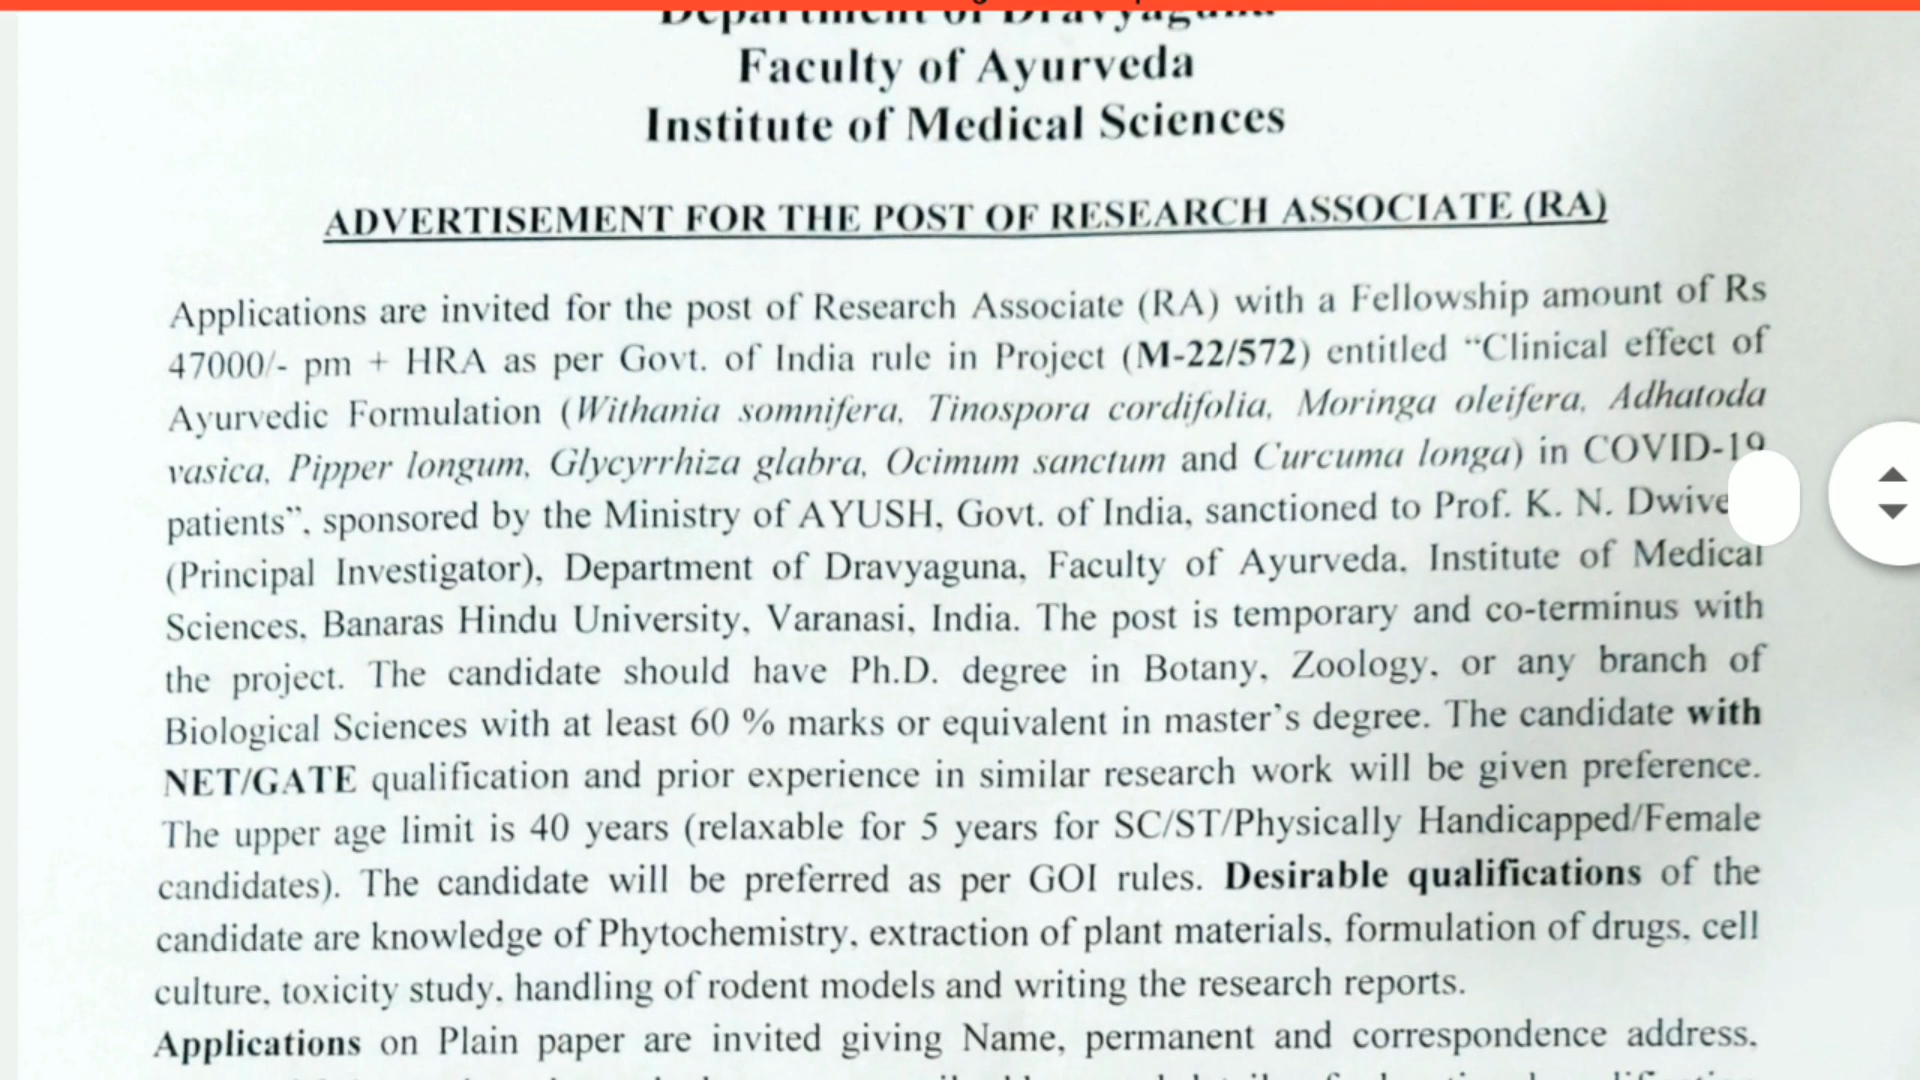 Department of Dravyaguna
Faculty of Ayurveda
Institute of Medical Sciences
ADVERTISEMENT FOR THE POST OF RESEARCH ASSOCIATE (RA)
Applications are invited for the post of Research Associate (RA) with a Fellowship amount of Rs
47000/- pm + HRA as per Govt. of India rule in Project (M-22/572) entitled “Clinical effect of
Ayurvedic Formulation (Withania somnifera, Tinospora cordifolia, Moringa oleifera, Adhatoda
vasica, Pipper longum, Glycyrrhiza glabra, Ocimum sanctum and Curcuma longa) in COVID-19
patients”, sponsored by the Ministry of AYUSH, Govt. of India, sanctioned to Prof. K. N. Dwive
(Principal Investigator), Department of Dravyaguna, Faculty of Ayurveda, Institute of Medical
Sciences, Banaras Hindu University, Varanasi, India. The post is temporary and co-terminus with
the project. The candidate should have Ph.D. degree in Botany, Zoology, or any branch of
Biological Sciences with at least 60 % marks or equivalent in master’s degree. The candidate with
NET/GATE qualification and prior experience in similar research work will be given preference.
The upper age limit is 40 years (relaxable for 5 years for SC/ST/Physically Handicapped/Female
candidates). The candidate will be preferred as per GOI rules. Desirable qualifications of the
candidate are knowledge of Phytochemistry, extraction of plant materials, formulation of drugs, cell
culture, toxicity study, handling of rodent models and writing the research reports.
Applications on Plain paper are invited giving Name, permanent and correspondence address,